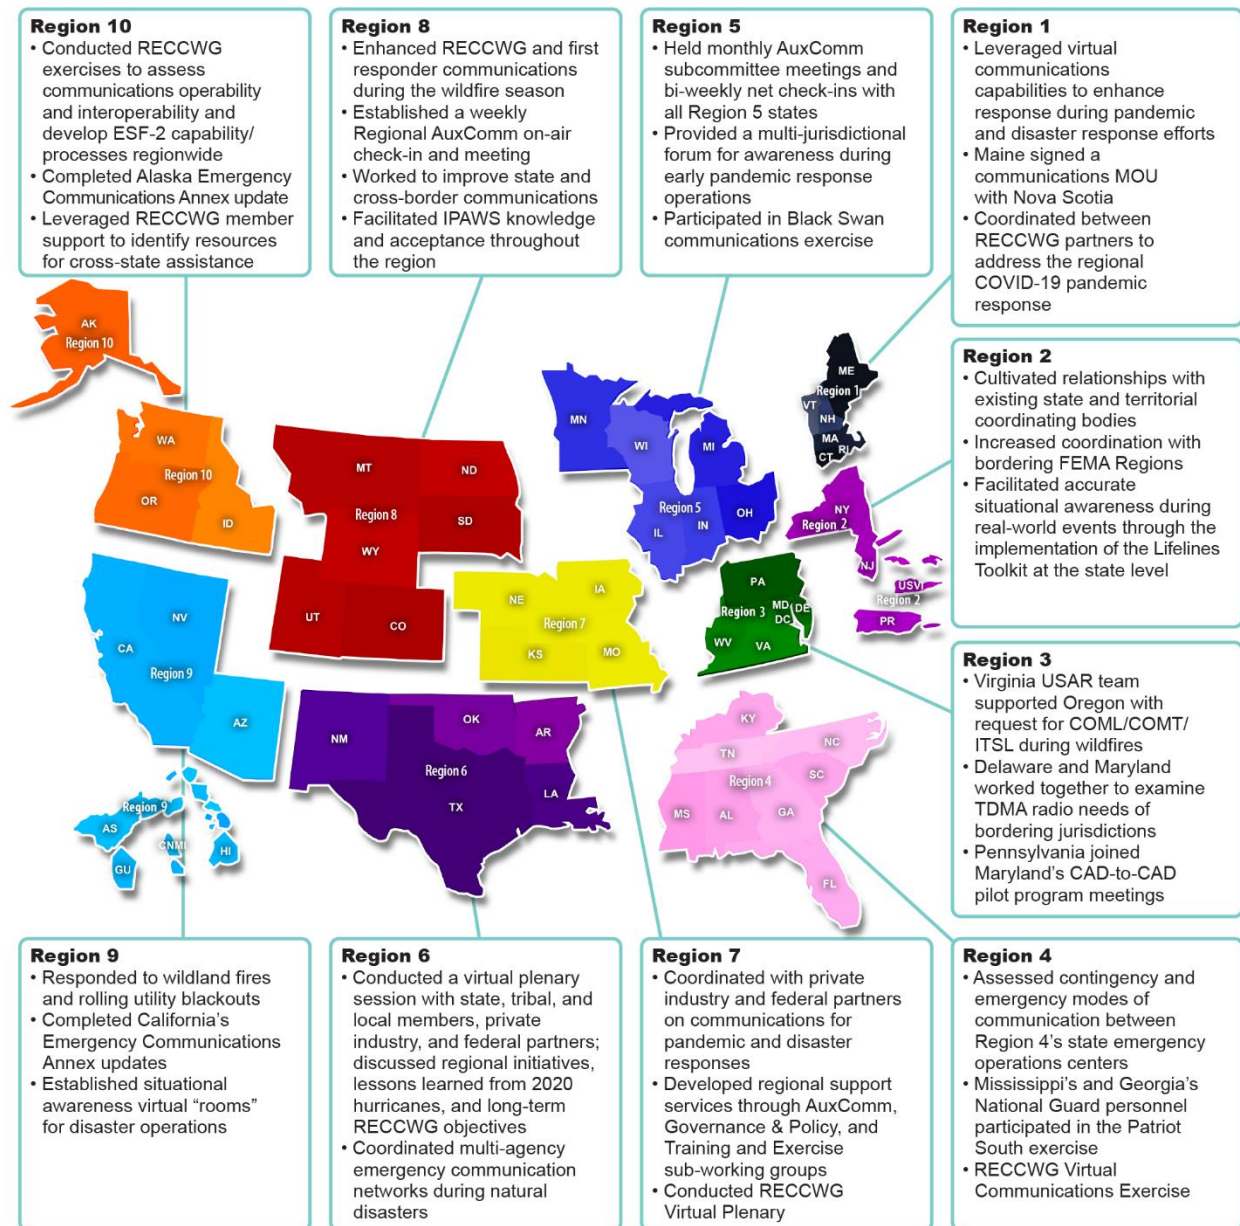 Region 10
• Conducted RECCWG
exercises to assess
communications operability
and interoperability and
develop ESF-2 capability/
processes regionwide
• Completed Alaska Emergency
Communications Annex update
• Leveraged RECCWG member
support to identify resources
for cross-state assistance
Region 8
• Enhanced RECCWG and first
responder communications
during the wildfire season
• Established a weekly
Regional AuxComm on-air
check-in and meeting
• Worked to improve state and
cross-border communications
• Facilitated IPAWS knowledge
and acceptance throughout
the region
Region 5
• Held monthly AuxComm
subcommittee meetings and
bi-weekly net check-ins with
all Region 5 states
• Provided a multi-jurisdictional
forum for awareness during
early pandemic response
operations
• Participated in Black Swan
communications exercise
Region 1
• Leveraged virtual
communications
capabilities to enhance
response during pandemic
and disaster response efforts
• Maine signed a
communications MOU
with Nova Scotia
• Coordinated between
RECCWG partners to
address the regional
COVID-19 pandemic
response
AK
Region 10
WA
Region 10
OR
ID
MT
ND
Region 8
SD
WY
UT
CO
MN
WI
MI
Region 5
IL
IN
OH
ME
Region 1
VT
NH
MA
CT
RI
NY
Region 2
NJ
USVI
Region 2
PR
PA
Region 3
MD
DE
DC
WV
VA
NE
IA
Region 7
KS
MO
NV
CA
Region 9
AZ
Region 9
AS
CNMI
GU
HI
NM
OK
AR
Region 6
TX
LA
KY
TN
NC
Region 4
SC
MS
AL
GA
FL
Region 2
• Cultivated relationships with
existing state and territorial
coordinating bodies
• Increased coordination with
bordering FEMA Regions
• Facilitated accurate
situational awareness during
real-world events through the
implementation of the Lifelines
Toolkit at the state level
Region 3
• Virginia USAR team
supported Oregon with
request for COML/COMT/
ITSL during wildfires
• Delaware and Maryland
worked together to examine
TDMA radio needs of
bordering jurisdictions
• Pennsylvania joined
Maryland's CAD-to-CAD
pilot program meetings
Region 9
• Responded to wildland fires
and rolling utility blackouts
• Completed California's
Emergency Communications
Annex updates
• Established situational
awareness virtual “rooms”
for disaster operations
Region 6
• Conducted a virtual plenary
session with state, tribal, and
local members, private
industry, and federal partners;
discussed regional initiatives,
lessons learned from 2020
hurricanes, and long-term
RECCWG objectives
• Coordinated multi-agency
emergency communication
networks during natural
disasters
Region 7
• Coordinated with private
industry and federal partners
on communications for
pandemic and disaster
responses
• Developed regional support
services through AuxComm,
Governance & Policy, and
Training and Exercise
sub-working groups
• Conducted RECCWG
Virtual Plenary
Region 4
• Assessed contingency and
emergency modes of
communication between
Region 4's state emergency
operations centers
• Mississippi's and Georgia's
National Guard personnel
participated in the Patriot
South exercise
• RECCWG Virtual
Communications Exercise